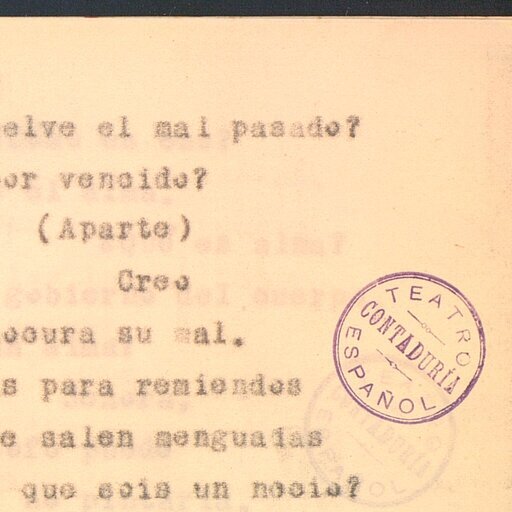 elve el mal pasado?
or vencido?
(Aparte)
Creo
ocura su mal.
s para remiendos
e salen menguadas
que sois un necio?
TEATRO ESPAÑOL
CONTADURÍA